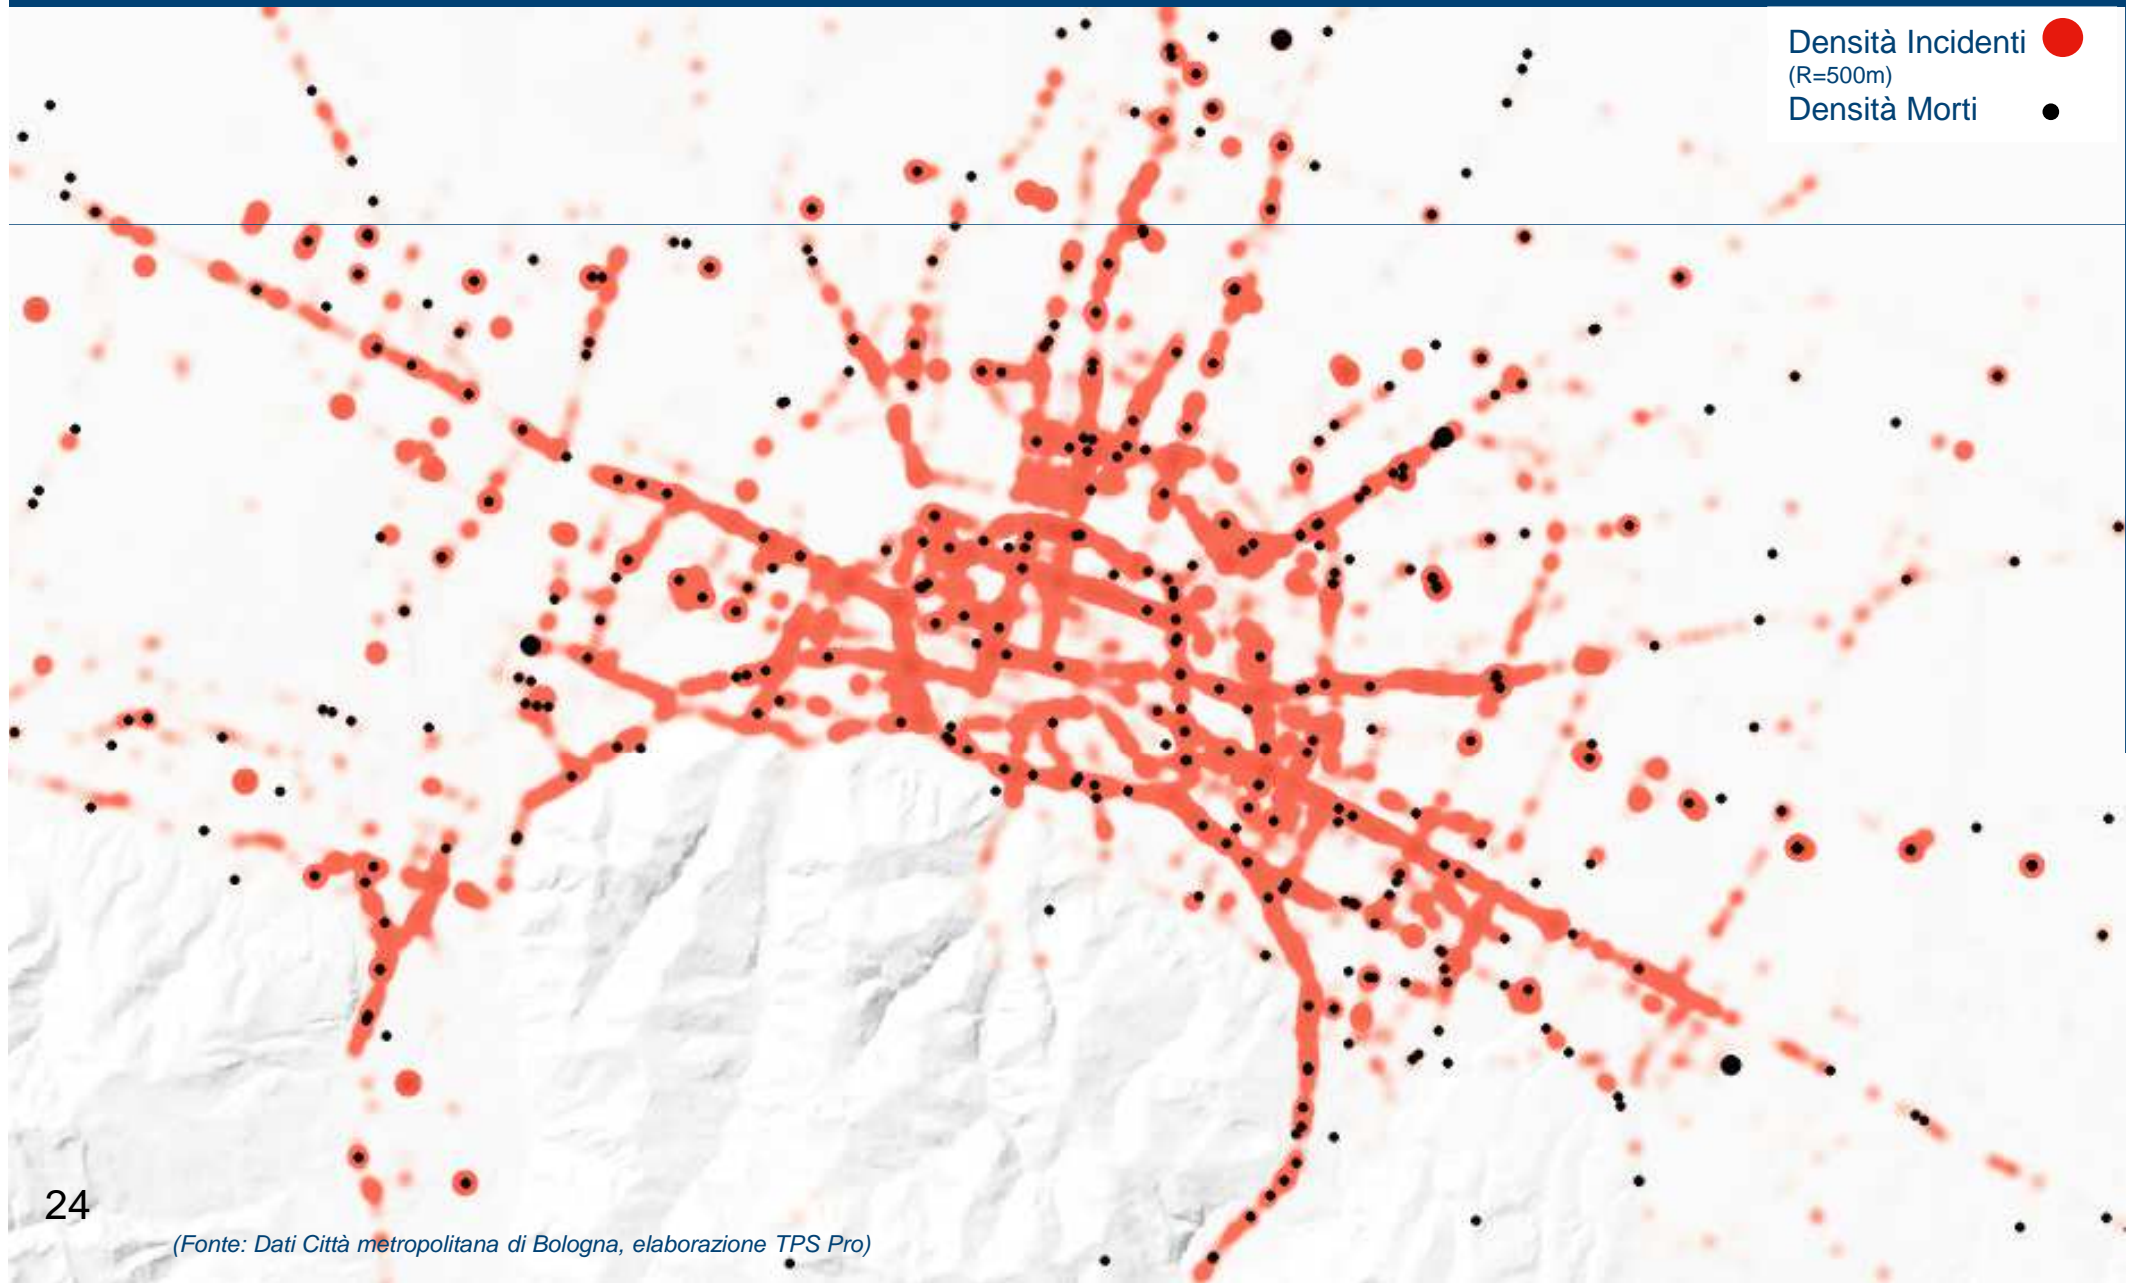 Densità Incidenti
(R=500m)
Densità Morti
24
(Fonte: Dati Città metropolitana di Bologna, elaborazione TPS Pro)